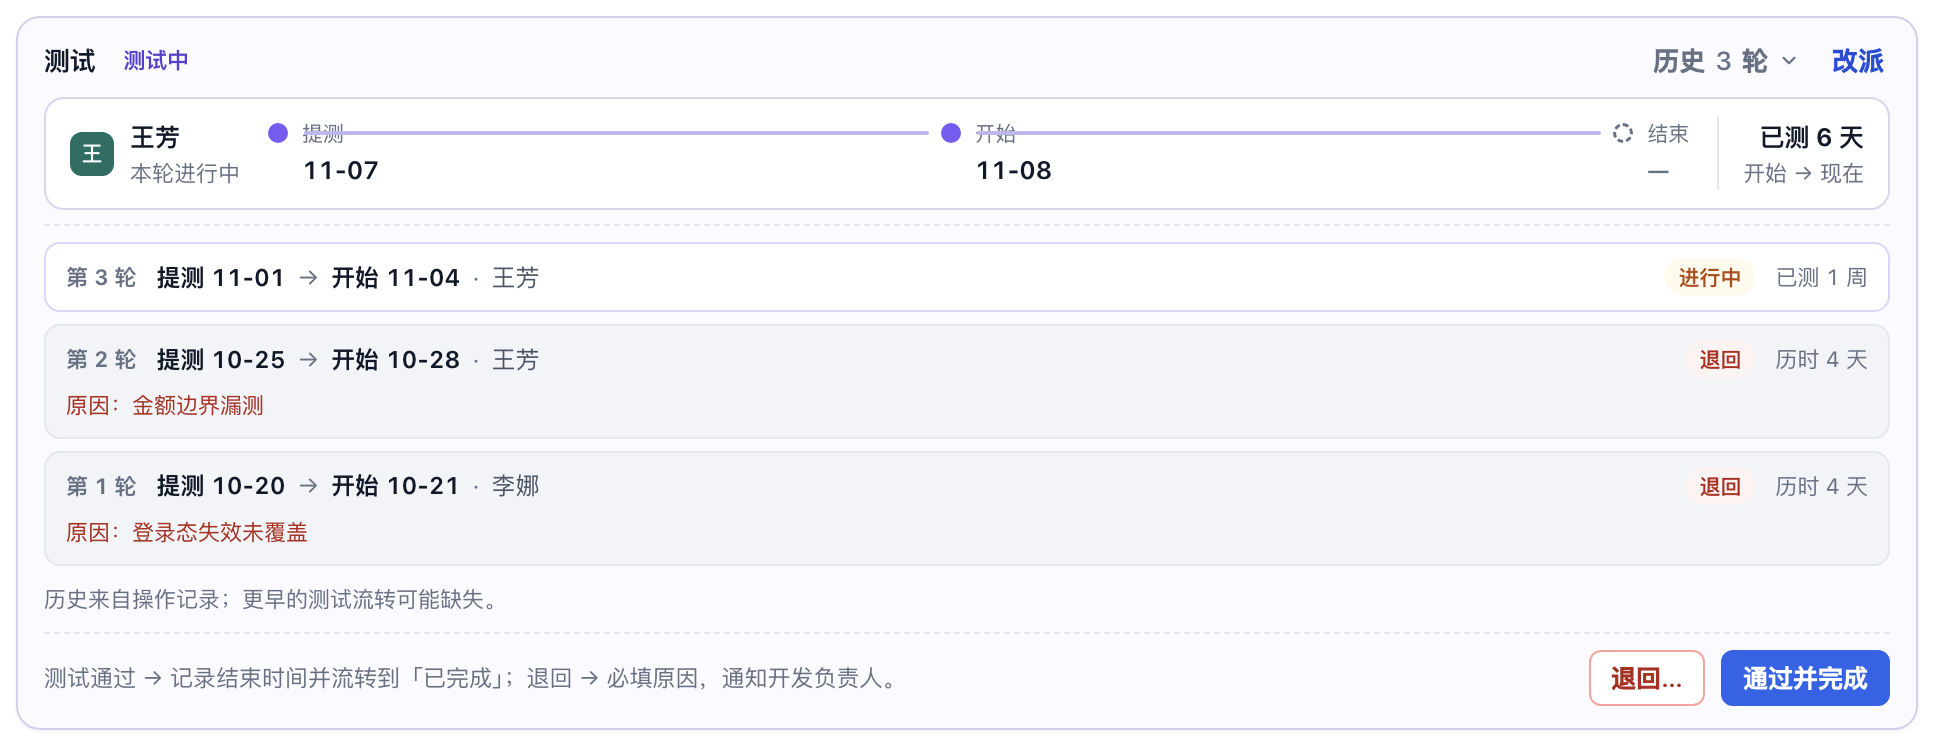 测试 测试中 历史 3 轮 改派
王 王芳 提测 开始 结束 已测 6 天
本轮进行中 11-07 11-08 — 开始 → 现在
第 3 轮 提测 11-01 → 开始 11-04 · 王芳 进行中 已测 1 周
第 2 轮 提测 10-25 → 开始 10-28 · 王芳 退回 历时 4 天
原因：金额边界漏测
第 1 轮 提测 10-20 → 开始 10-21 · 李娜 退回 历时 4 天
原因：登录态失效未覆盖
历史来自操作记录；更早的测试流转可能缺失。
测试通过 → 记录结束时间并流转到「已完成」；退回 → 必填原因，通知开发负责人。 退回... 通过并完成